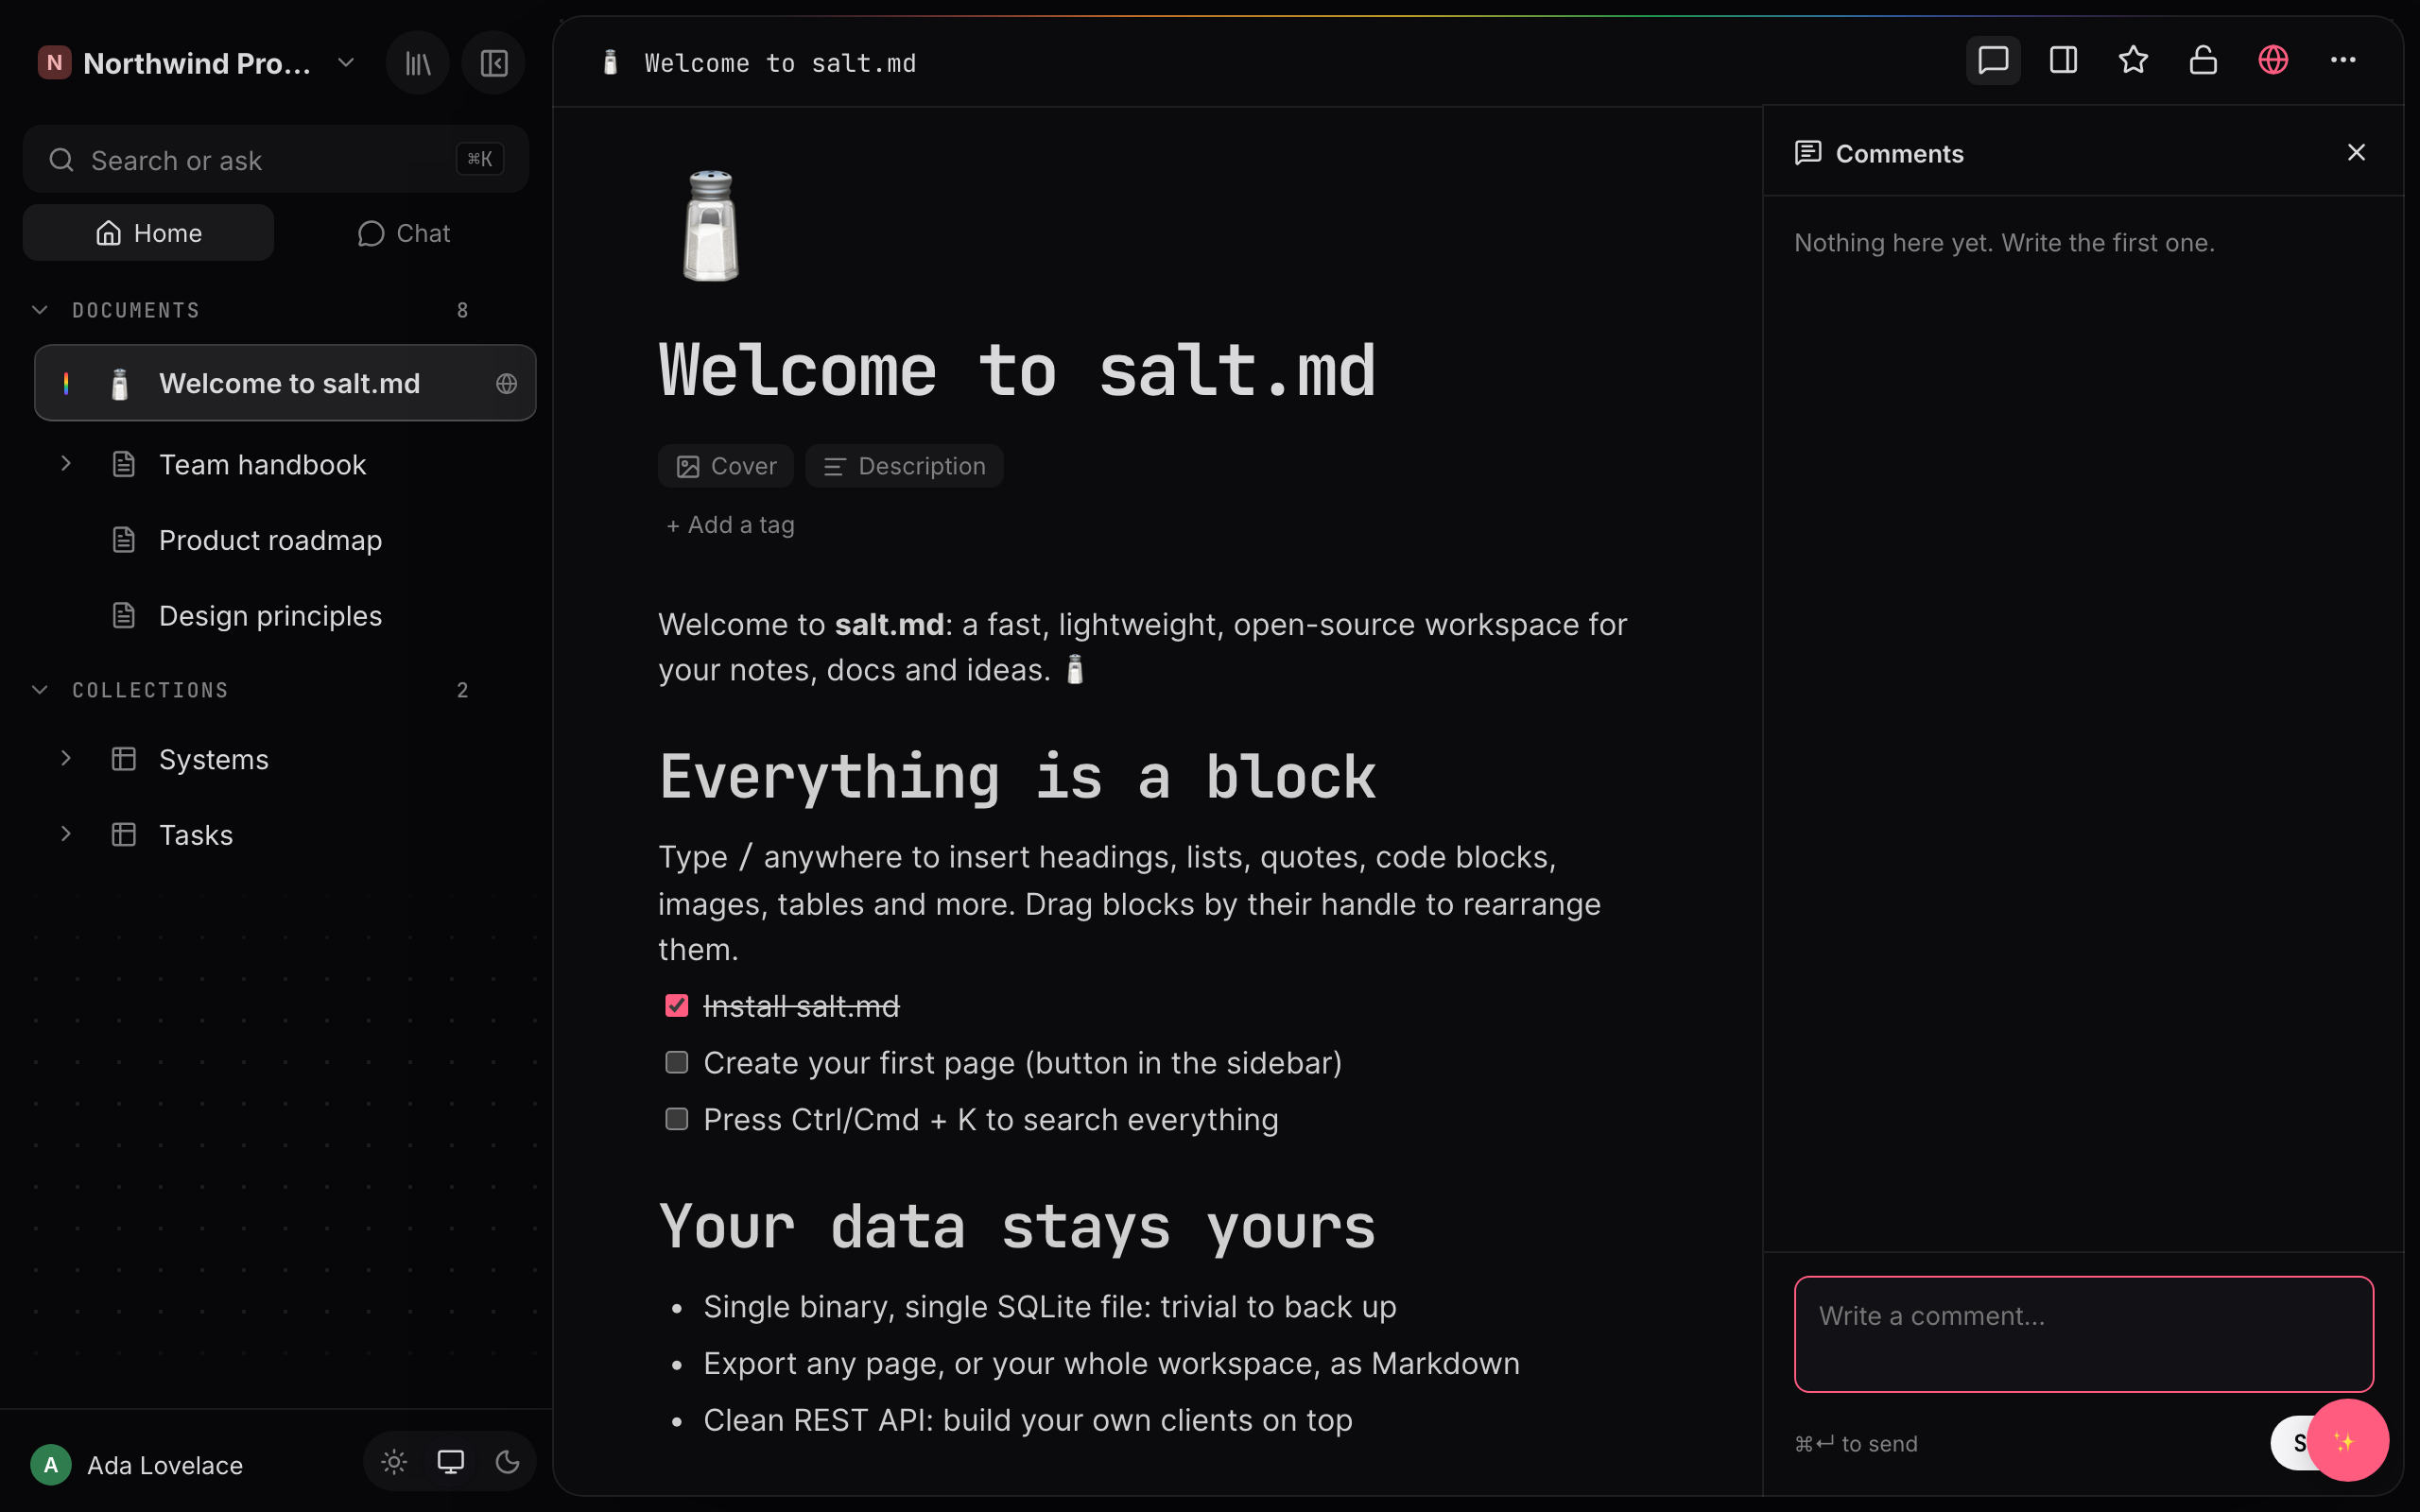 N Northwind Pro...
Search or ask ⌘K
Home Chat
DOCUMENTS 8
Welcome to salt.md
Team handbook
Product roadmap
Design principles
COLLECTIONS 2
Systems
Tasks
A Ada Lovelace
Welcome to salt.md
Welcome to salt.md
Cover Description
+ Add a tag
Welcome to salt.md: a fast, lightweight, open-source workspace for
your notes, docs and ideas.
Everything is a block
Type / anywhere to insert headings, lists, quotes, code blocks,
images, tables and more. Drag blocks by their handle to rearrange
them.
Install salt.md
Create your first page (button in the sidebar)
Press Ctrl/Cmd + K to search everything
Your data stays yours
• Single binary, single SQLite file: trivial to back up
• Export any page, or your whole workspace, as Markdown
• Clean REST API: build your own clients on top
Comments
Nothing here yet. Write the first one.
Write a comment...
⌘↵ to send